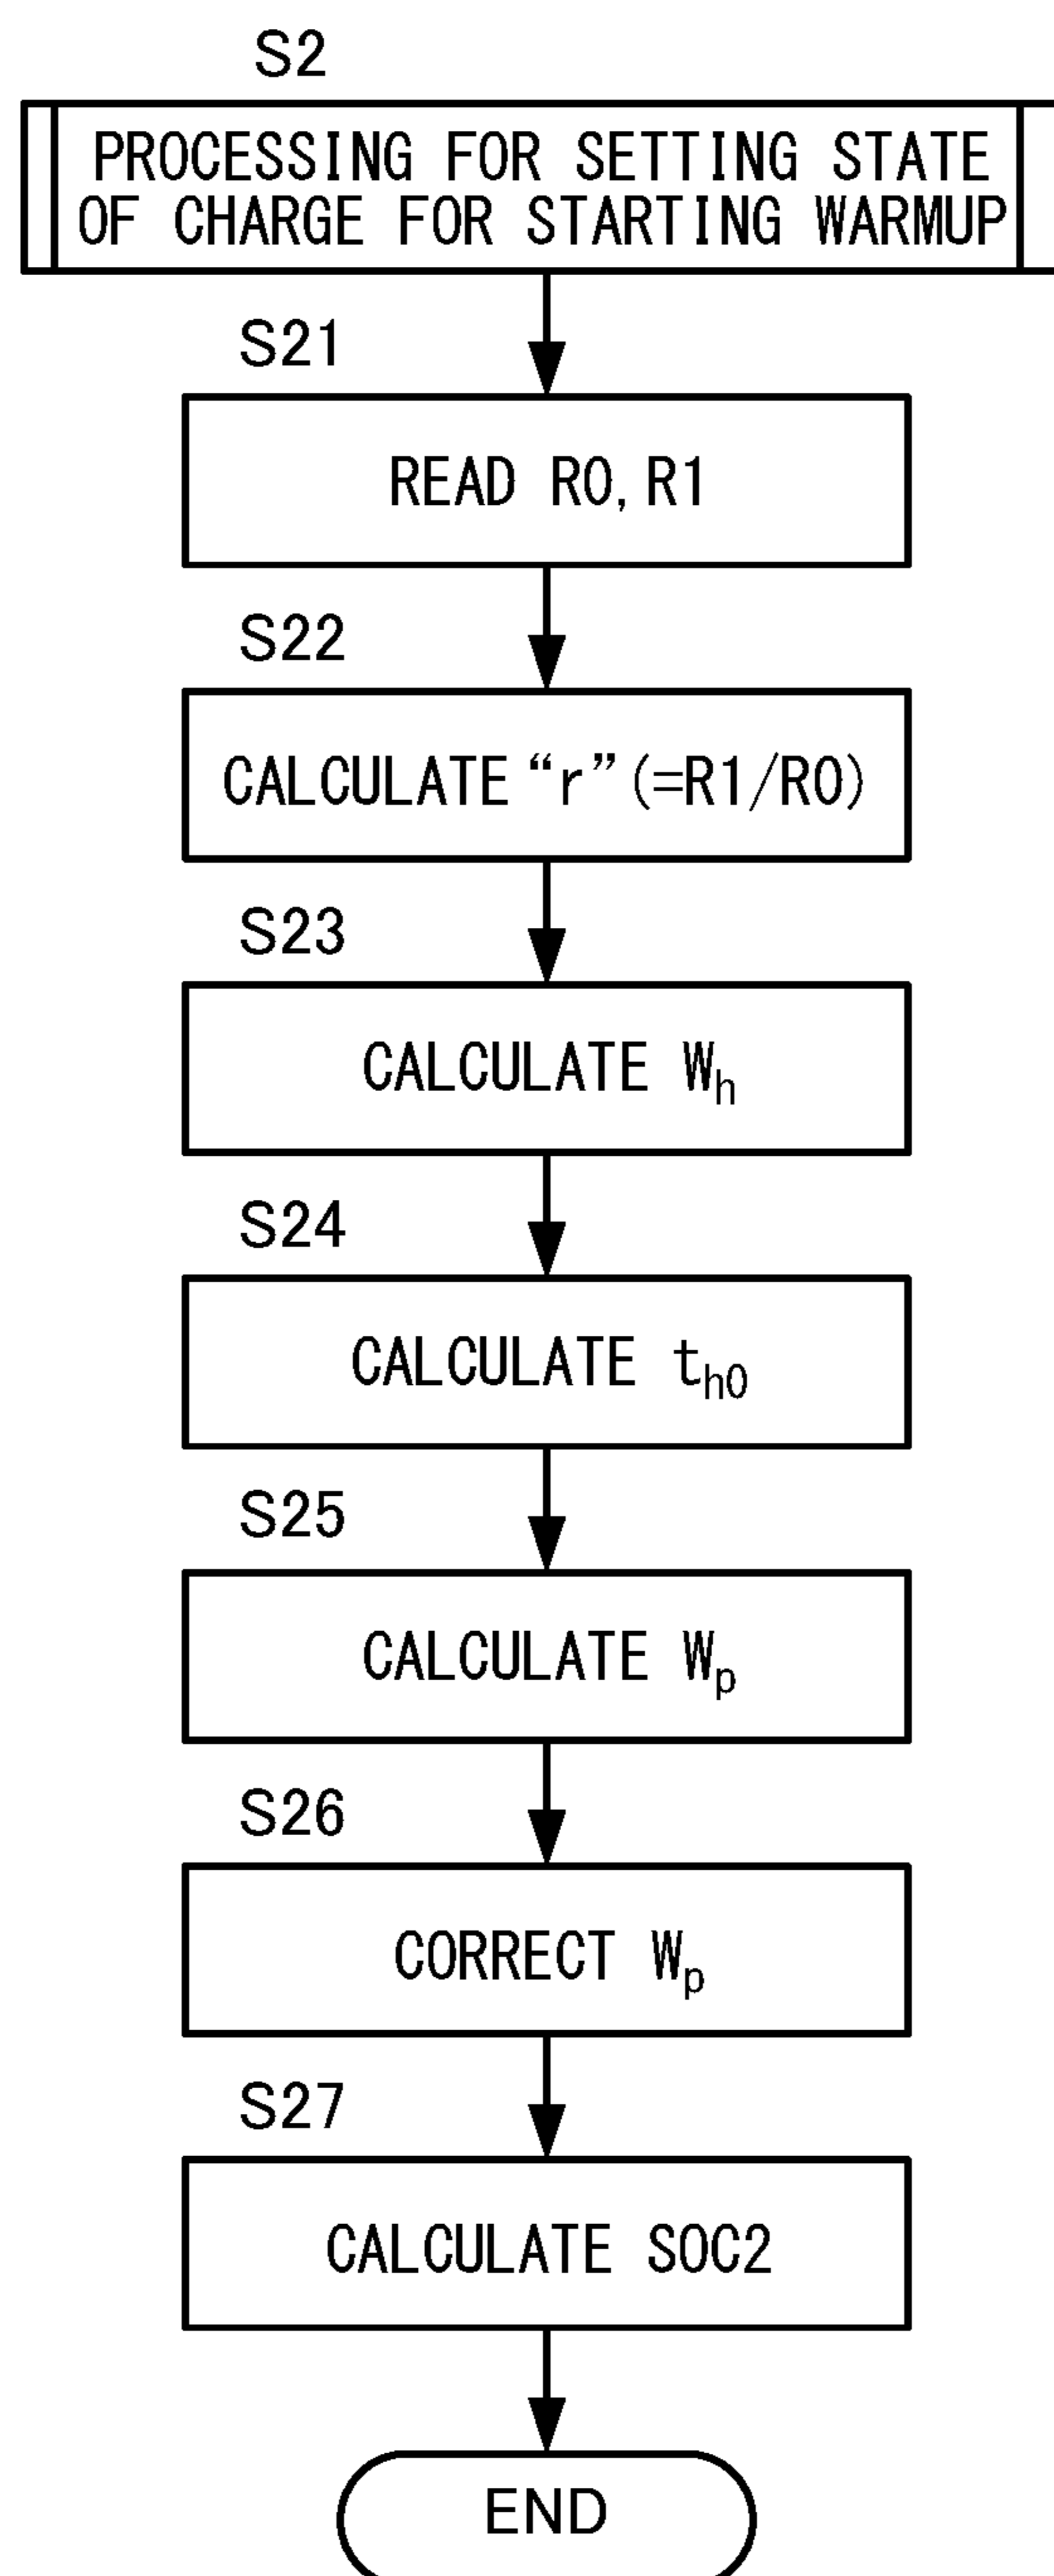 S2
PROCESSING FOR SETTING STATE
OF CHARGE FOR STARTING WARMUP
S21
READ R0, R1
S22
CALCULATE “r” (=R1/R0)
S23
CALCULATE Wh
S24
CALCULATE th0
S25
CALCULATE Wp
S26
CORRECT Wp
S27
CALCULATE SOC2
END